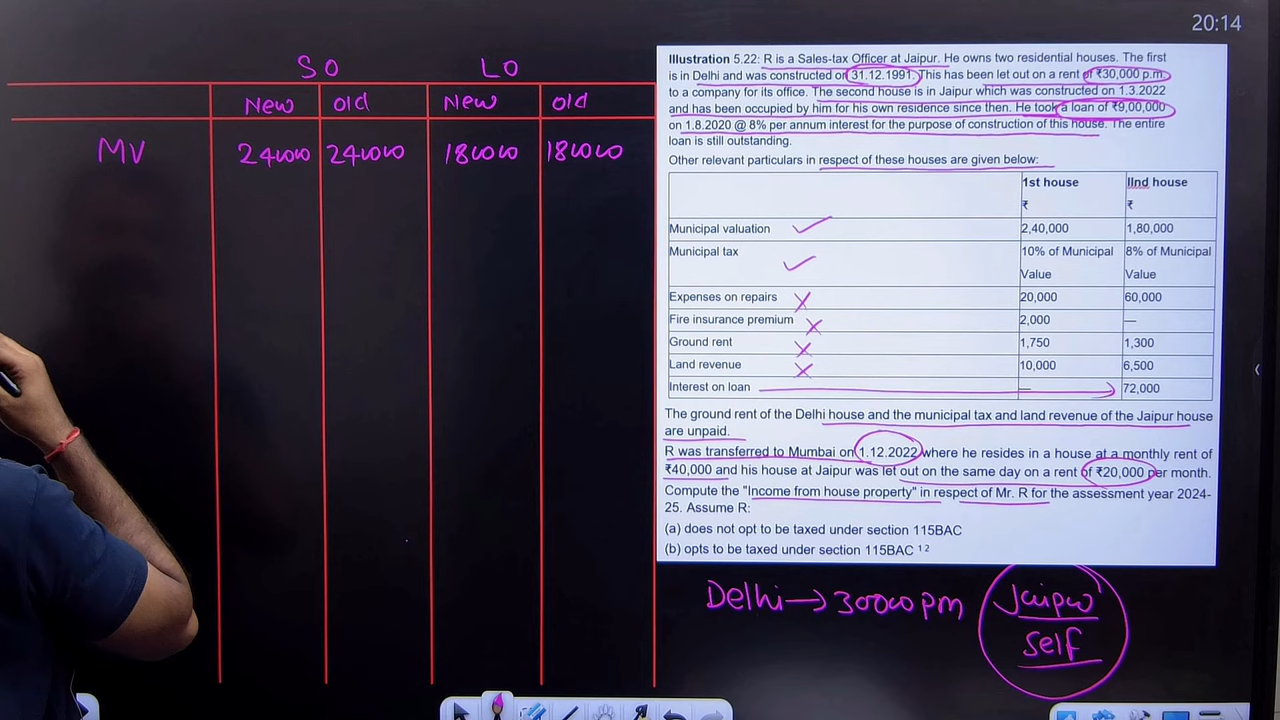 20:14
SO LO
New Old New Old
MV 240000 240000 180000 180000
Illustration 5.22: R is a Sales-tax Officer at Jaipur. He owns two residential houses. The first
is in Delhi and was constructed on 31.12.1991. This has been let out on a rent of ₹30,000 p.m.
to a company for its office. The second house is in Jaipur which was constructed on 1.3.2022
and has been occupied by him for his own residence since then. He took a loan of ₹9,00,000
on 1.8.2020 @ 8% per annum interest for the purpose of construction of this house. The entire
loan is still outstanding.
Other relevant particulars in respect of these houses are given below:
1st house IInd house
₹ ₹
Municipal valuation 2,40,000 1,80,000
Municipal tax 10% of Municipal 8% of Municipal
Value Value
Expenses on repairs 20,000 60,000
Fire insurance premium 2,000 —
Ground rent 1,750 1,300
Land revenue 10,000 6,500
Interest on loan — 72,000
The ground rent of the Delhi house and the municipal tax and land revenue of the Jaipur house
are unpaid.
R was transferred to Mumbai on 1.12.2022 where he resides in a house at a monthly rent of
₹40,000 and his house at Jaipur was let out on the same day on a rent of ₹20,000 per month.
Compute the "Income from house property" in respect of Mr. R for the assessment year 2024-
25. Assume R:
(a) does not opt to be taxed under section 115BAC
(b) opts to be taxed under section 115BAC 12
Delhi → 30000 pm Jaipur
self